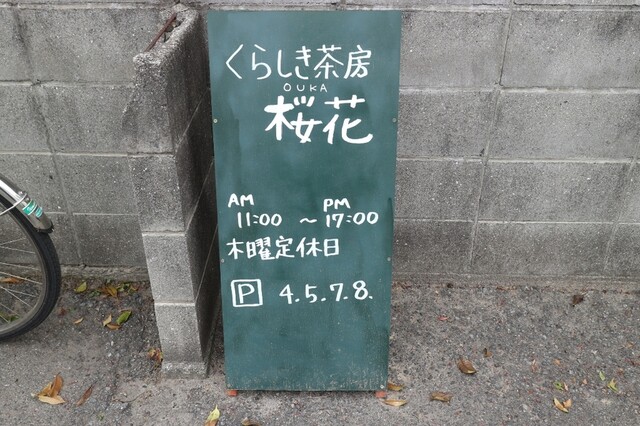 くらしき茶房
OUKA
桜花
AM PM
11:00 〜 17:00
木曜定休日
P 4.5.7.8.